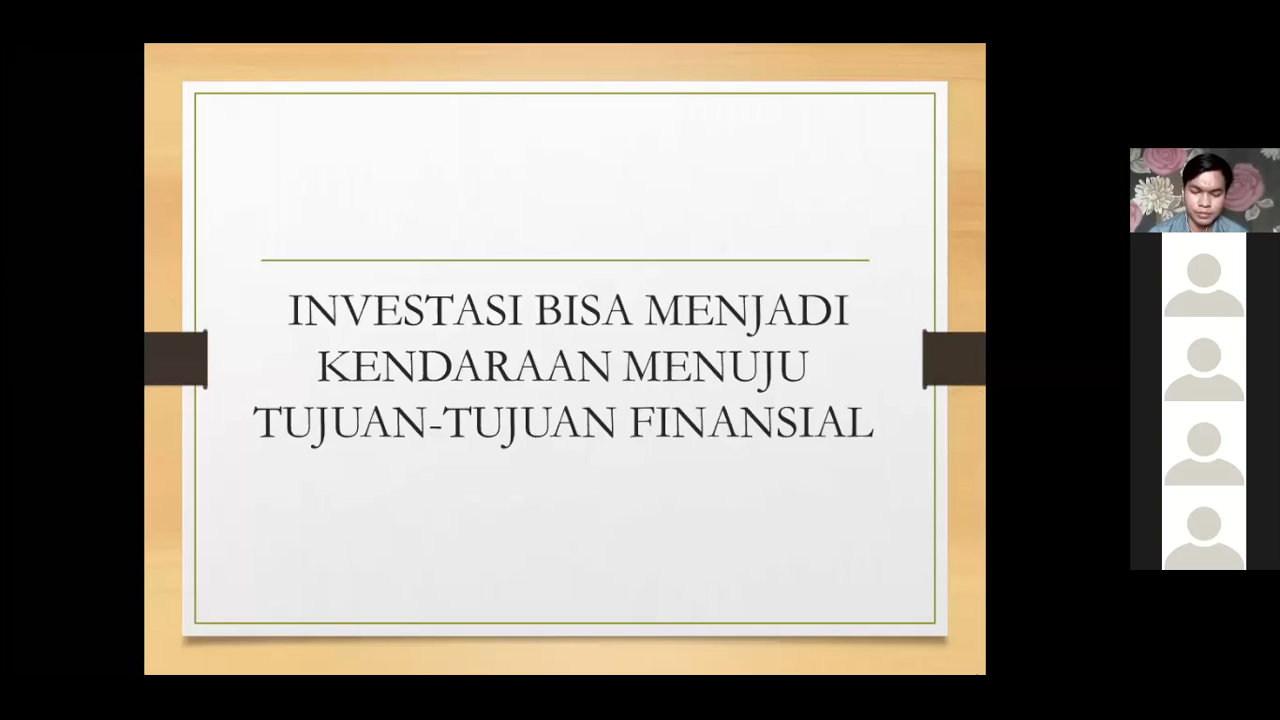 INVESTASI BISA MENJADI
KENDARAAN MENUJU
TUJUAN-TUJUAN FINANSIAL